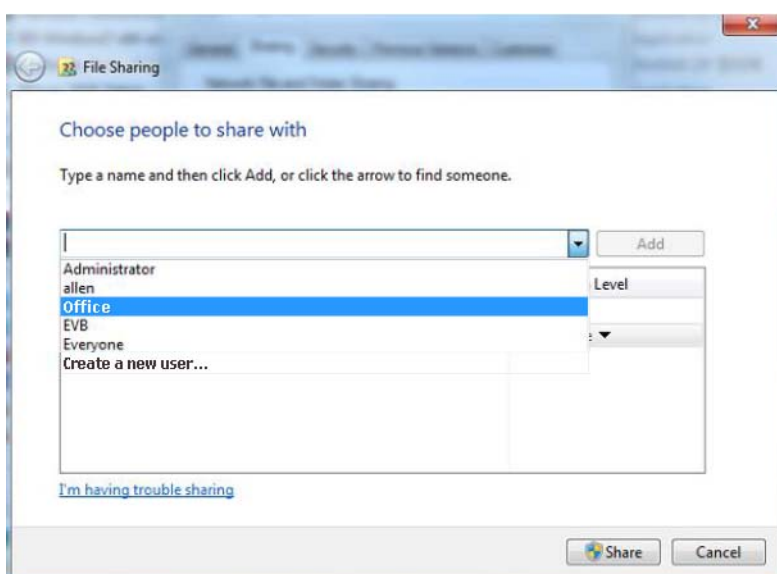 File Sharing
Choose people to share with
Type a name and then click Add, or click the arrow to find someone.
Add
Administrator
allen
Level
Office
EVB
Everyone
Create a new user...
I'm having trouble sharing
Share Cancel